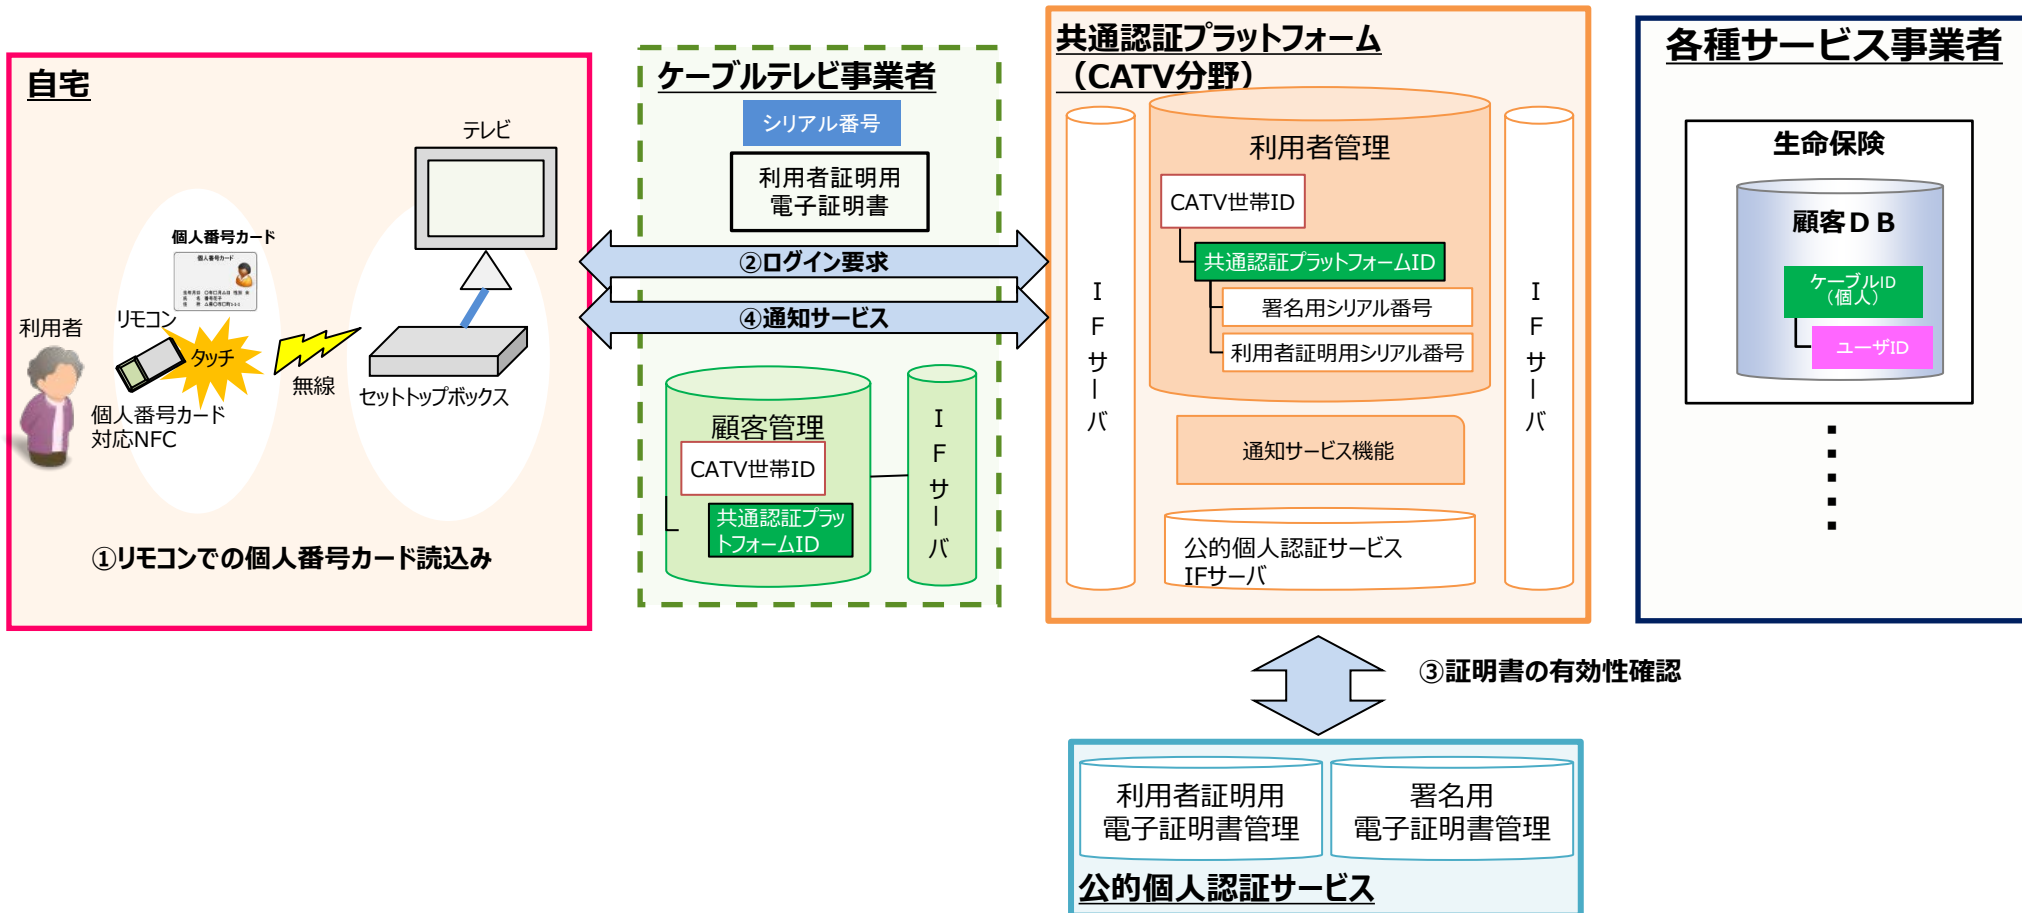 自宅
テレビ
個人番号カード
個人番号カード
利用者
リモコン
タッチ
無線
セットトップボックス
個人番号カード
対応NFC
①リモコンでの個人番号カード読込み
ケーブルテレビ事業者
シリアル番号
利用者証明用
電子証明書
②ログイン要求
④通知サービス
顧客管理
CATV世帯ID
共通認証プラッ
トフォームID
IFサーバ
共通認証プラットフォーム
（CATV分野）
IFサーバ
利用者管理
CATV世帯ID
共通認証プラットフォームID
署名用シリアル番号
利用者証明用シリアル番号
通知サービス機能
公的個人認証サービス
IFサーバ
IFサーバ
各種サービス事業者
生命保険
顧客ＤＢ
ケーブルID
（個人）
ユーザID
③証明書の有効性確認
利用者証明用
電子証明書管理
署名用
電子証明書管理
公的個人認証サービス